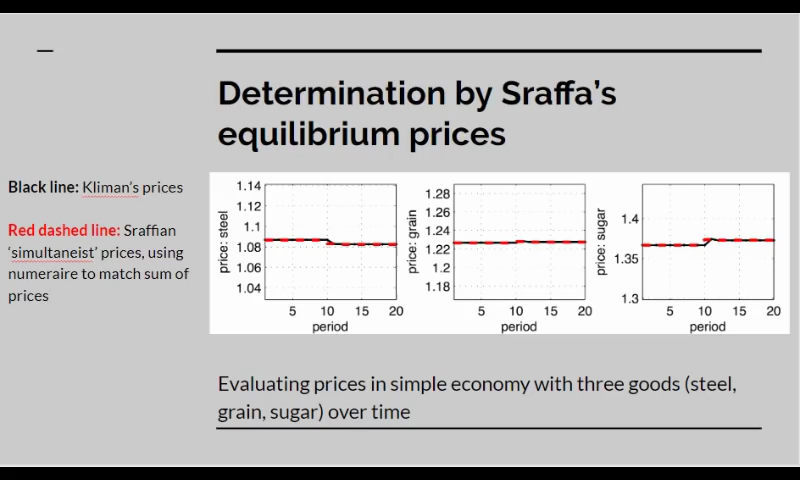 Determination by Sraffa's
equilibrium prices
Black line: Kliman's prices
Red dashed line: Sraffian
'simultaneist' prices, using
numeraire to match sum of
prices
price: steel
1.14
1.12
1.1
1.08
1.06
1.04
5 10 15 20
period
price: grain
1.28
1.26
1.24
1.22
1.2
1.18
5 10 15 20
period
price: sugar
1.4
1.35
1.3
5 10 15 20
period
Evaluating prices in simple economy with three goods (steel,
grain, sugar) over time